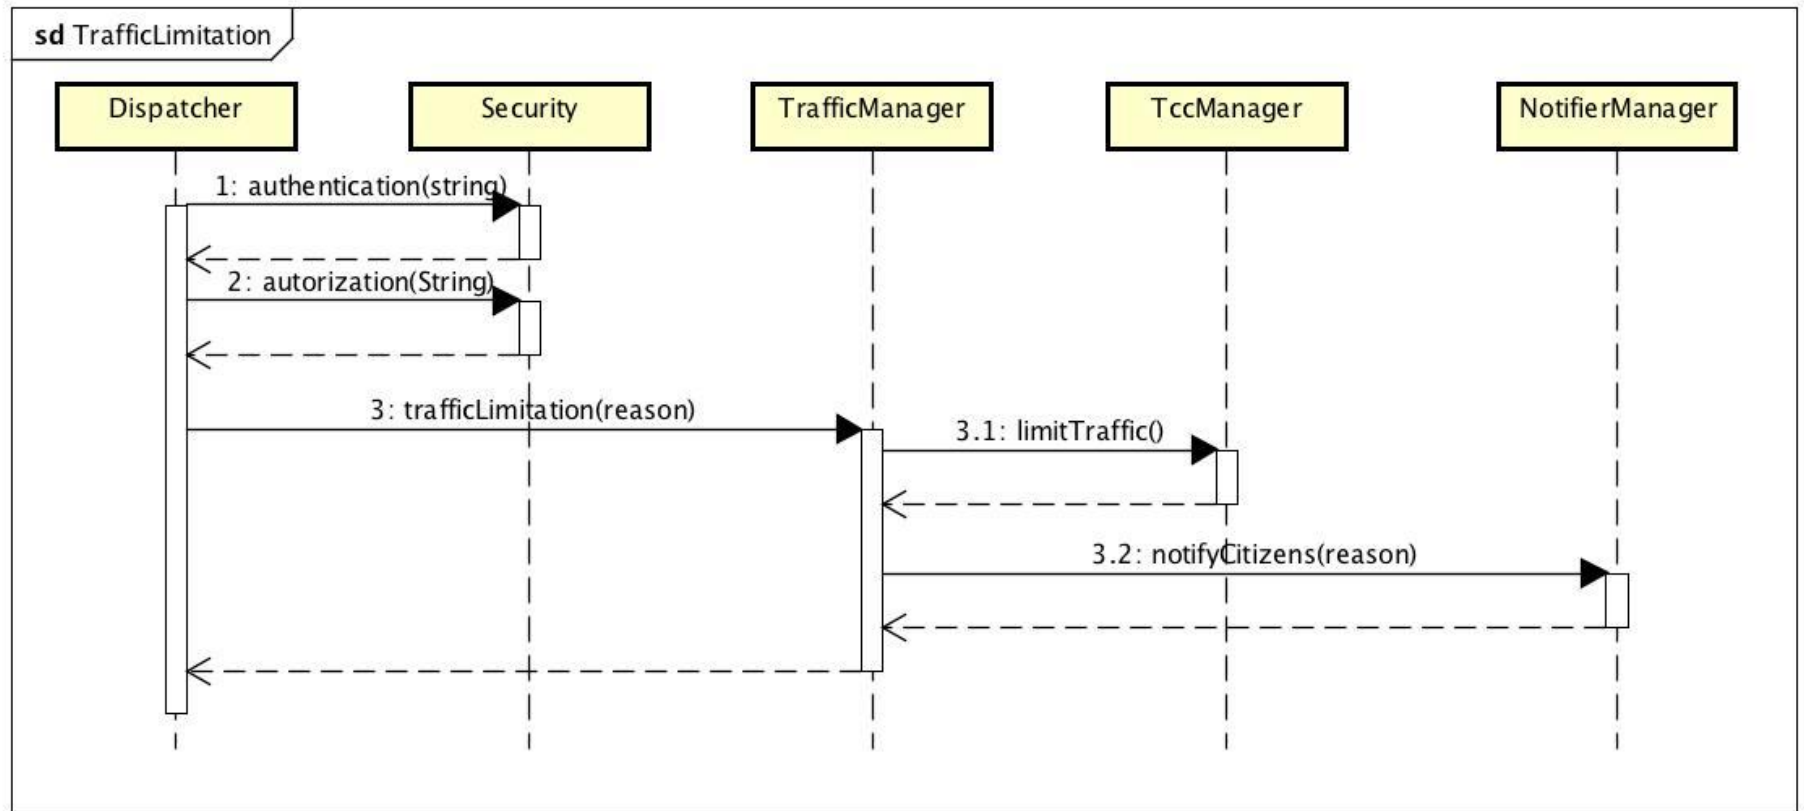 sd TrafficLimitation
Dispatcher
Security
TrafficManager
TccManager
NotifierManager
1: authentication(string)
2: autorization(String)
3: trafficLimitation(reason)
3.1: limitTraffic()
3.2: notifyCitizens(reason)